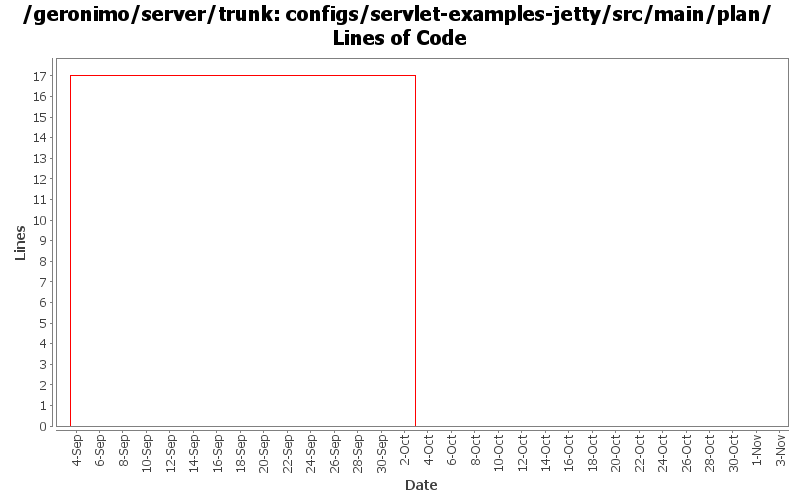 /geronimo/server/trunk: configs/servlet-examples-jetty/src/main/plan/
Lines of Code
17
16
15
14
13
12
11
10
9
8
7
6
5
4
3
2
1
0
Lines
4-Sep
6-Sep
8-Sep
10-Sep
12-Sep
14-Sep
16-Sep
18-Sep
20-Sep
22-Sep
24-Sep
26-Sep
28-Sep
30-Sep
2-Oct
4-Oct
6-Oct
8-Oct
10-Oct
12-Oct
14-Oct
16-Oct
18-Oct
20-Oct
22-Oct
24-Oct
26-Oct
28-Oct
30-Oct
1-Nov
3-Nov
Date